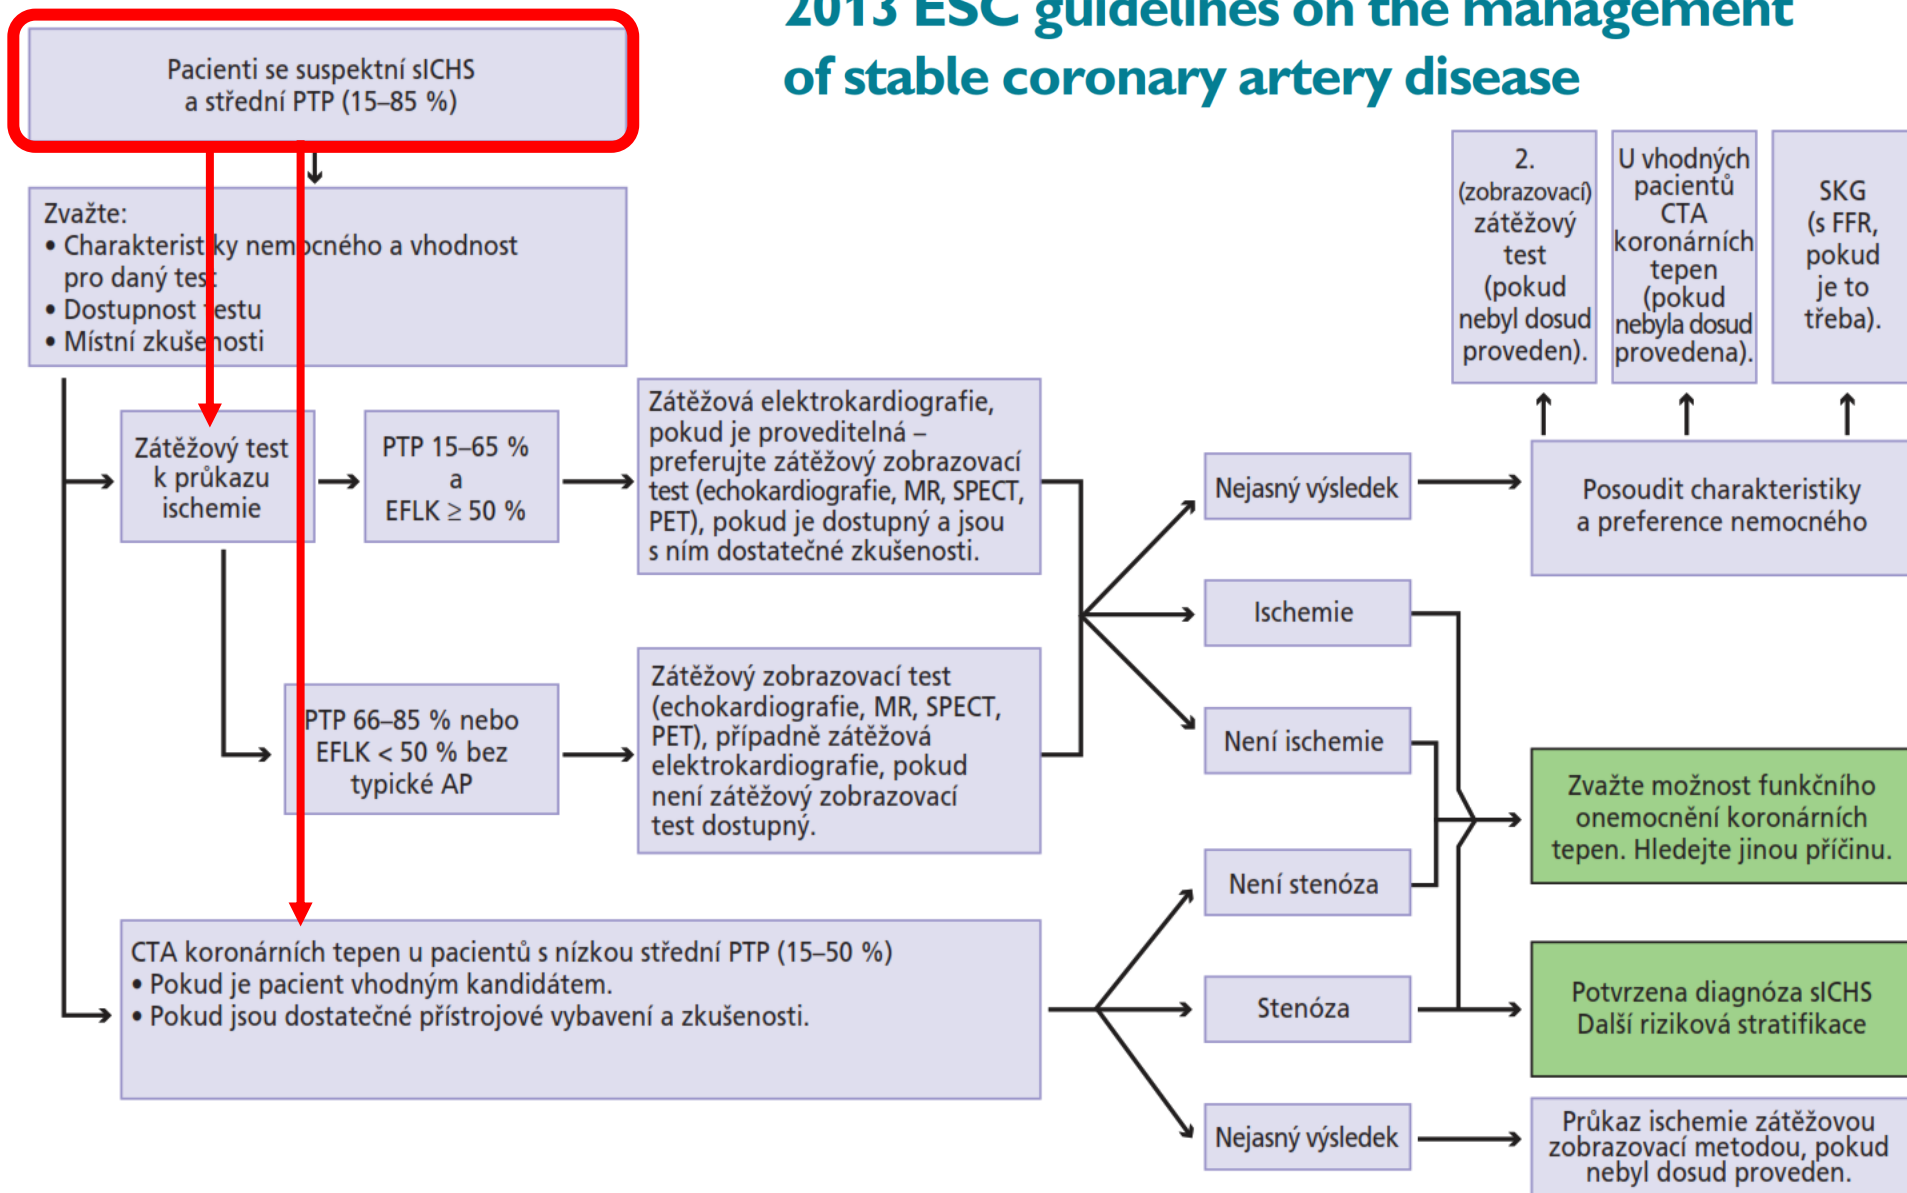 2013 ESC guidelines on the management
of stable coronary artery disease
Pacienti se suspektní sICHS
a střední PTP (15–85 %)
Zvažte:
• Charakteristiky nemocného a vhodnost
pro daný test
• Dostupnost testu
• Místní zkušenosti
Zátěžový test
k průkazu
ischemie
PTP 15–65 %
a
EFLK ≥ 50 %
Zátěžová elektrokardiografie,
pokud je proveditelná –
preferujte zátěžový zobrazovací
test (echokardiografie, MR, SPECT,
PET), pokud je dostupný a jsou
s ním dostatečné zkušenosti.
PTP 66–85 % nebo
EFLK < 50 % bez
typické AP
Zátěžový zobrazovací test
(echokardiografie, MR, SPECT,
PET), případně zátěžová
elektrokardiografie, pokud
není zátěžový zobrazovací
test dostupný.
CTA koronárních tepen u pacientů s nízkou střední PTP (15–50 %)
• Pokud je pacient vhodným kandidátem.
• Pokud jsou dostatečné přístrojové vybavení a zkušenosti.
Nejasný výsledek
Ischemie
Není ischemie
Není stenóza
Stenóza
Nejasný výsledek
2.
(zobrazovací)
zátěžový
test
(pokud
nebyl dosud
proveden).
U vhodných
pacientů
CTA
koronárních
tepen
(pokud
nebyla dosud
provedena).
SKG
(s FFR,
pokud
je to
třeba).
Posoudit charakteristiky
a preference nemocného
Zvažte možnost funkčního
onemocnění koronárních
tepen. Hledejte jinou příčinu.
Potvrzena diagnóza sICHS
Další riziková stratifikace
Průkaz ischemie zátěžovou
zobrazovací metodou, pokud
nebyl dosud proveden.